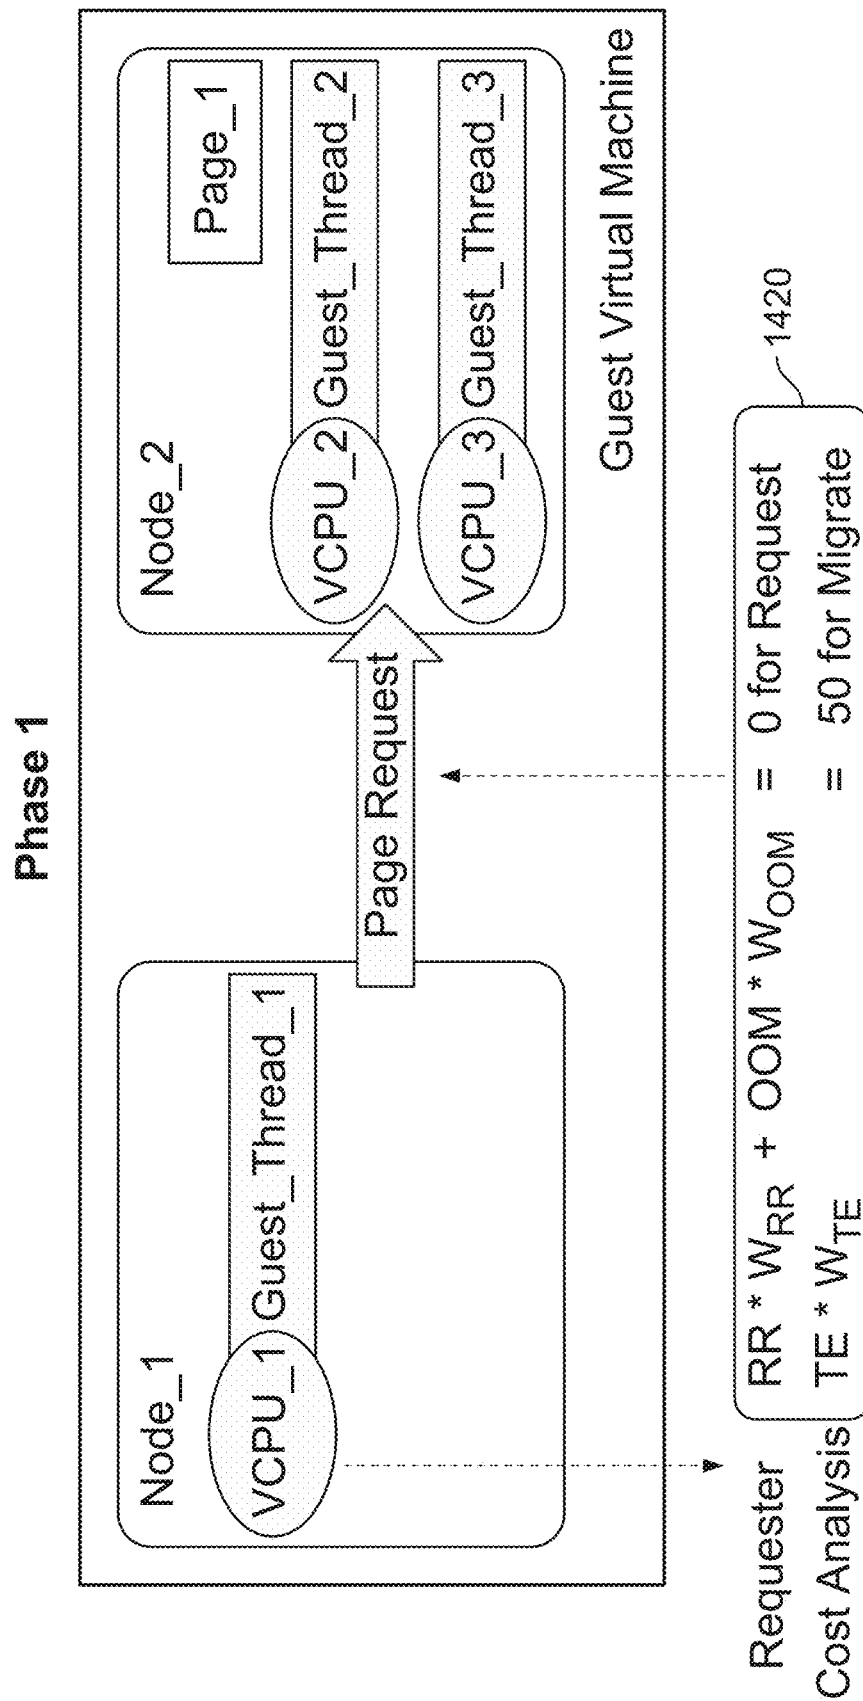 Phase 1
Node_1
VCPU_1 Guest_Thread_1
Page Request
Node_2
Page_1
VCPU_2 Guest_Thread_2
VCPU_3 Guest_Thread_3
Guest Virtual Machine
Requester
Cost Analysis
RR * W_RR + OOM * W_OOM = 0 for Request
TE * W_TE = 50 for Migrate
1420